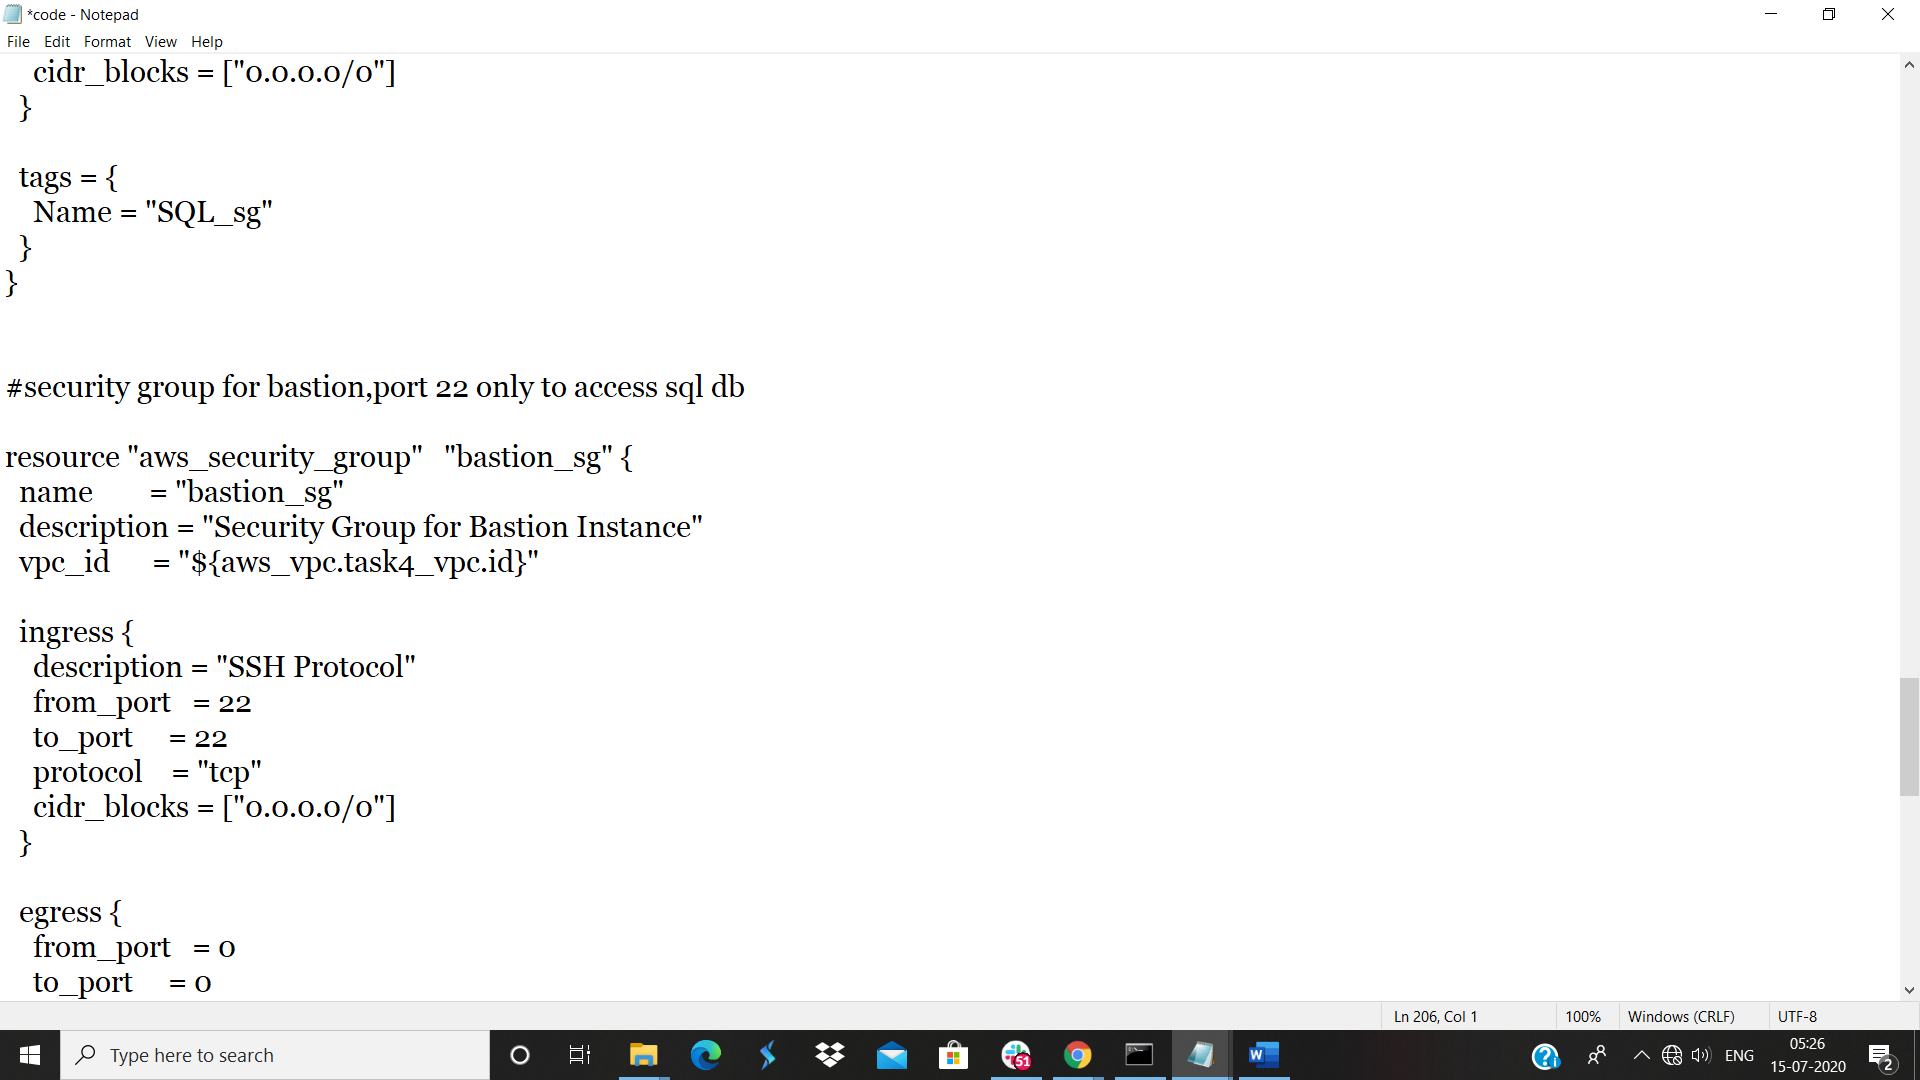 *code - Notepad
File Edit Format View Help
cidr_blocks = ["0.0.0.0/0"]
}
tags = {
Name = "SQL_sg"
}
}
#security group for bastion,port 22 only to access sql db
resource "aws_security_group" "bastion_sg" {
name = "bastion_sg"
description = "Security Group for Bastion Instance"
vpc_id = "${aws_vpc.task4_vpc.id}"
ingress {
description = "SSH Protocol"
from_port = 22
to_port = 22
protocol = "tcp"
cidr_blocks = ["0.0.0.0/0"]
}
egress {
from_port = 0
to_port = 0
Ln 206, Col 1 100% Windows (CRLF) UTF-8
Type here to search
51
W
ENG
05:26
15-07-2020
2